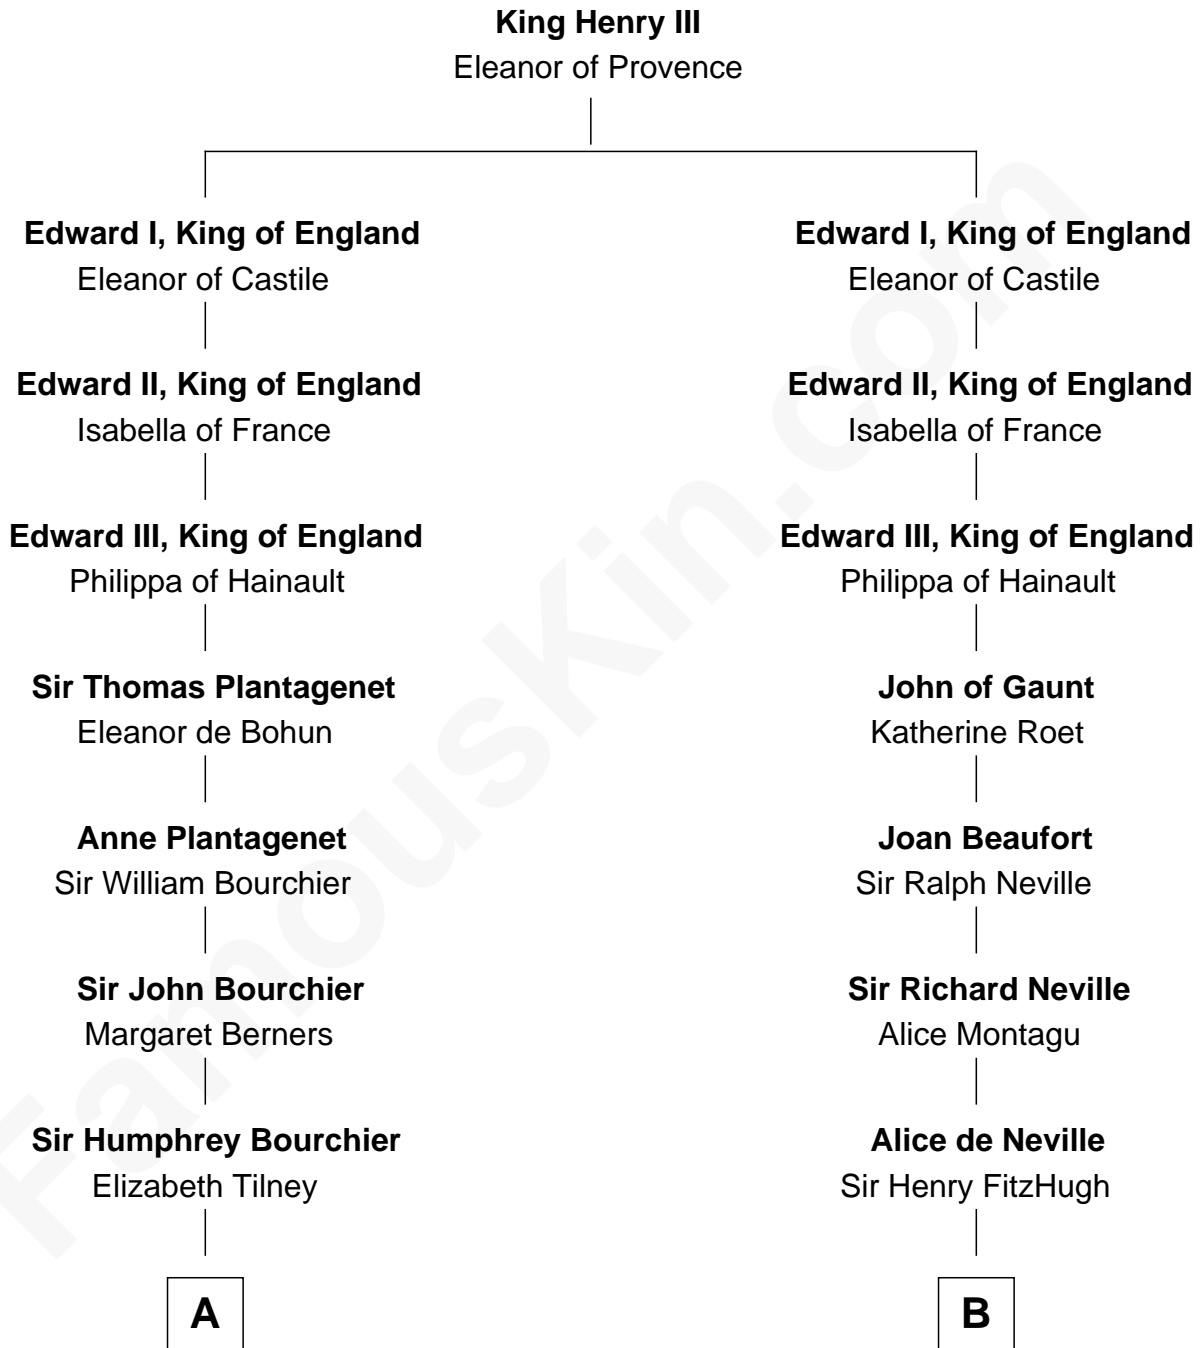 King Henry III
Eleanor of Provence
Edward I, King of England
Eleanor of Castile
Edward II, King of England
Isabella of France
Edward III, King of England
Philippa of Hainault
Sir Thomas Plantagenet
Eleanor de Bohun
Anne Plantagenet
Sir William Bourchier
Sir John Bourchier
Margaret Berners
Sir Humphrey Bourchier
Elizabeth Tilney
A
Edward I, King of England
Eleanor of Castile
Edward II, King of England
Isabella of France
Edward III, King of England
Philippa of Hainault
John of Gaunt
Katherine Roet
Joan Beaufort
Sir Ralph Neville
Sir Richard Neville
Alice Montagu
Alice de Neville
Sir Henry FitzHugh
B
FamousKin.com